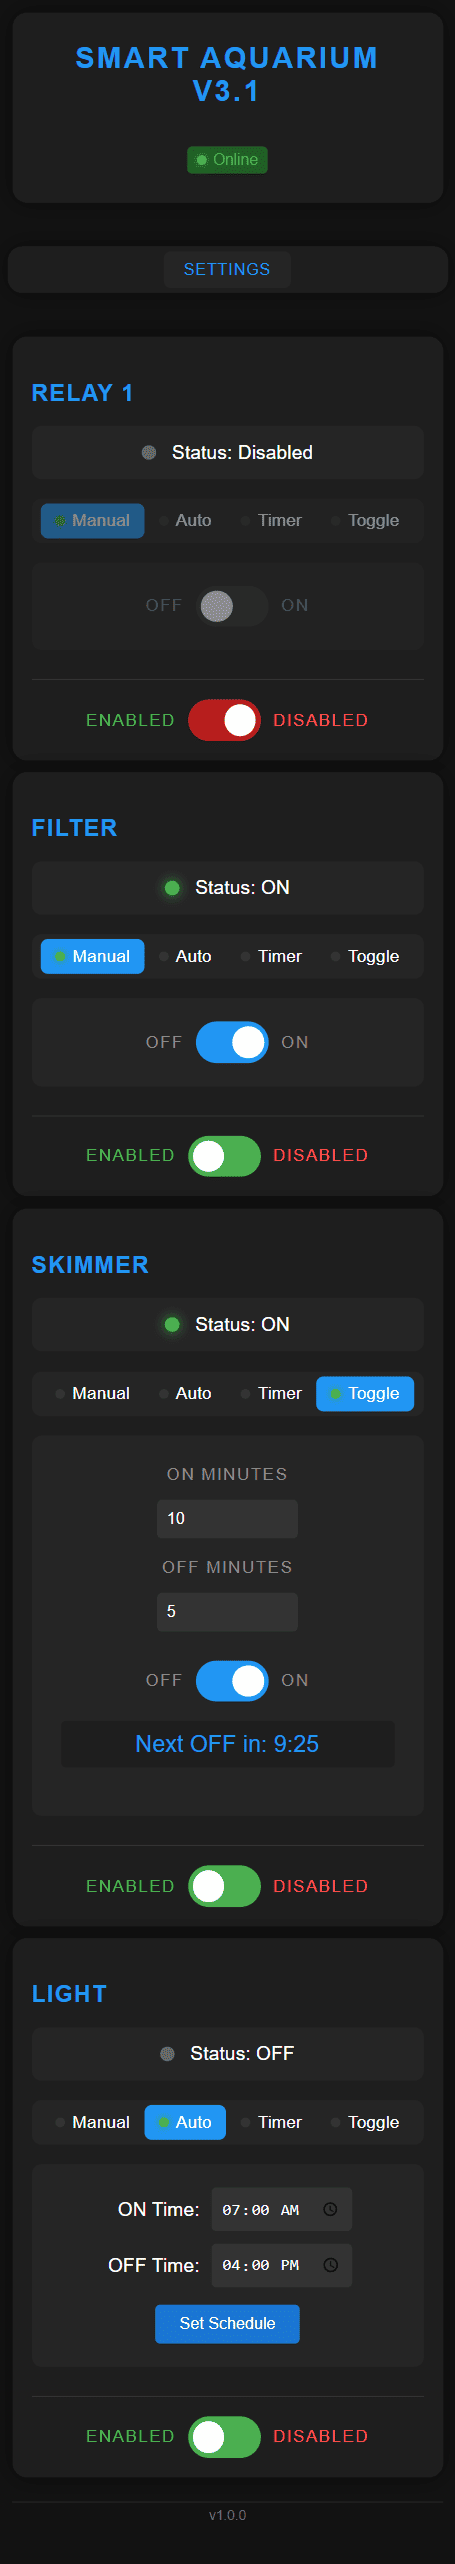 SMART AQUARIUM
V3.1
Online
SETTINGS
RELAY 1
Status: Disabled
Manual Auto Timer Toggle
OFF ON
ENABLED DISABLED
FILTER
Status: ON
Manual Auto Timer Toggle
OFF ON
ENABLED DISABLED
SKIMMER
Status: ON
Manual Auto Timer Toggle
ON MINUTES
10
OFF MINUTES
5
OFF ON
Next OFF in: 9:25
ENABLED DISABLED
LIGHT
Status: OFF
Manual Auto Timer Toggle
ON Time: 07:00 AM
OFF Time: 04:00 PM
Set Schedule
ENABLED DISABLED
v1.0.0